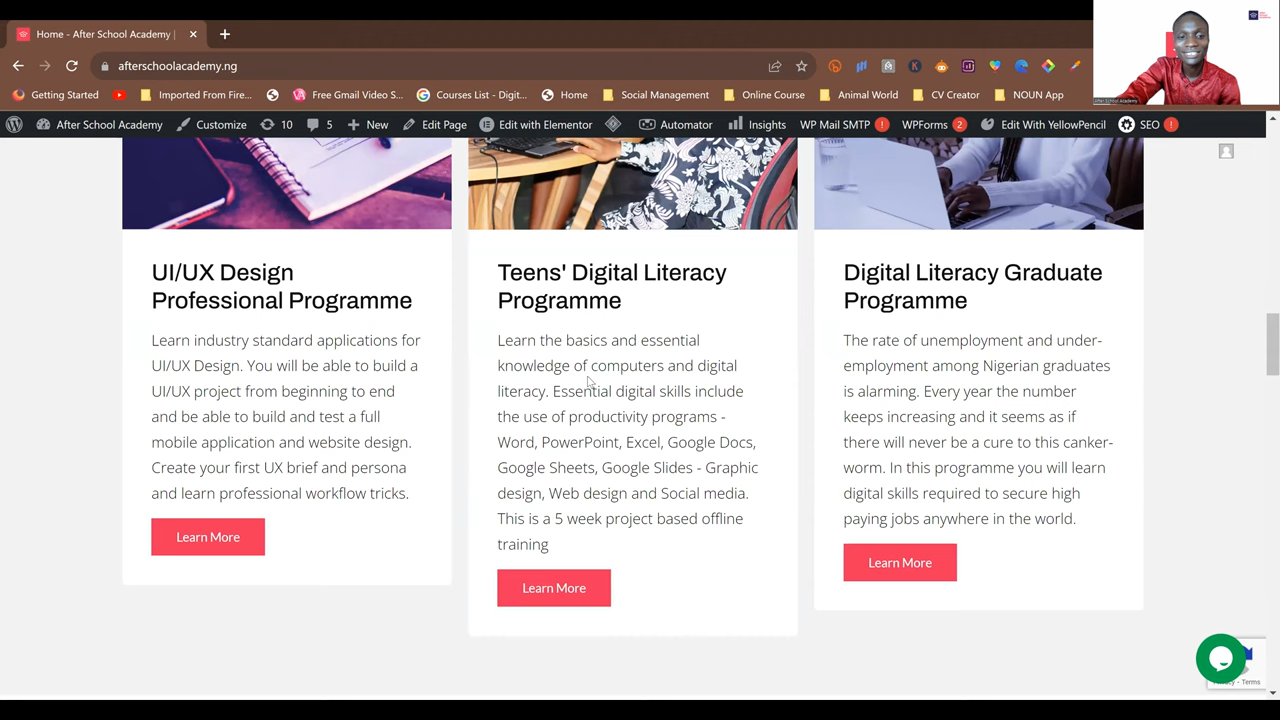 Home - After School Academy |
afterschoolacademy.ng
Getting Started
Imported From Fire...
Free Gmail Video S...
Courses List - Digit...
Home
Social Management
Online Course
Animal World
CV Creator
NOUN App
After School Academy
Customize
10
5
New
Edit Page
Edit with Elementor
Automator
Insights
WP Mail SMTP !
WPForms 2
Edit With YellowPencil
SEO !
After School Academy
UI/UX Design
Professional Programme
Learn industry standard applications for
UI/UX Design. You will be able to build a
UI/UX project from beginning to end
and be able to build and test a full
mobile application and website design.
Create your first UX brief and persona
and learn professional workflow tricks.
Learn More
Teens' Digital Literacy
Programme
Learn the basics and essential
knowledge of computers and digital
literacy. Essential digital skills include
the use of productivity programs -
Word, PowerPoint, Excel, Google Docs,
Google Sheets, Google Slides - Graphic
design, Web design and Social media.
This is a 5 week project based offline
training
Learn More
Digital Literacy Graduate
Programme
The rate of unemployment and under-
employment among Nigerian graduates
is alarming. Every year the number
keeps increasing and it seems as if
there will never be a cure to this canker-
worm. In this programme you will learn
digital skills required to secure high
paying jobs anywhere in the world.
Learn More
Terms